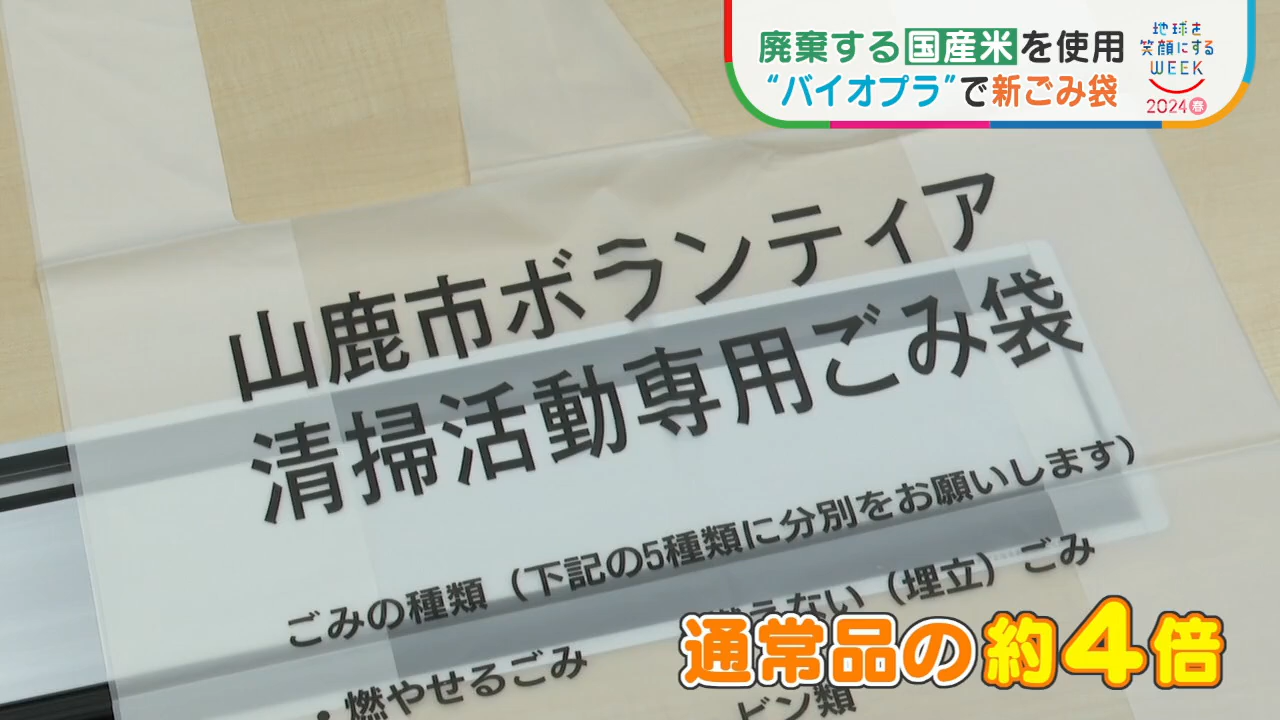 廃棄する国産米を使用
“バイオプラ”で新ごみ袋
地球を
笑顔にする
WEEK
2024春
山鹿市ボランティア
清掃活動専用ごみ袋
ごみの種類（下記の5種類に分別をお願いします）
・燃やせるごみ
えない（埋立）ごみ
ビン類
通常品の約4倍